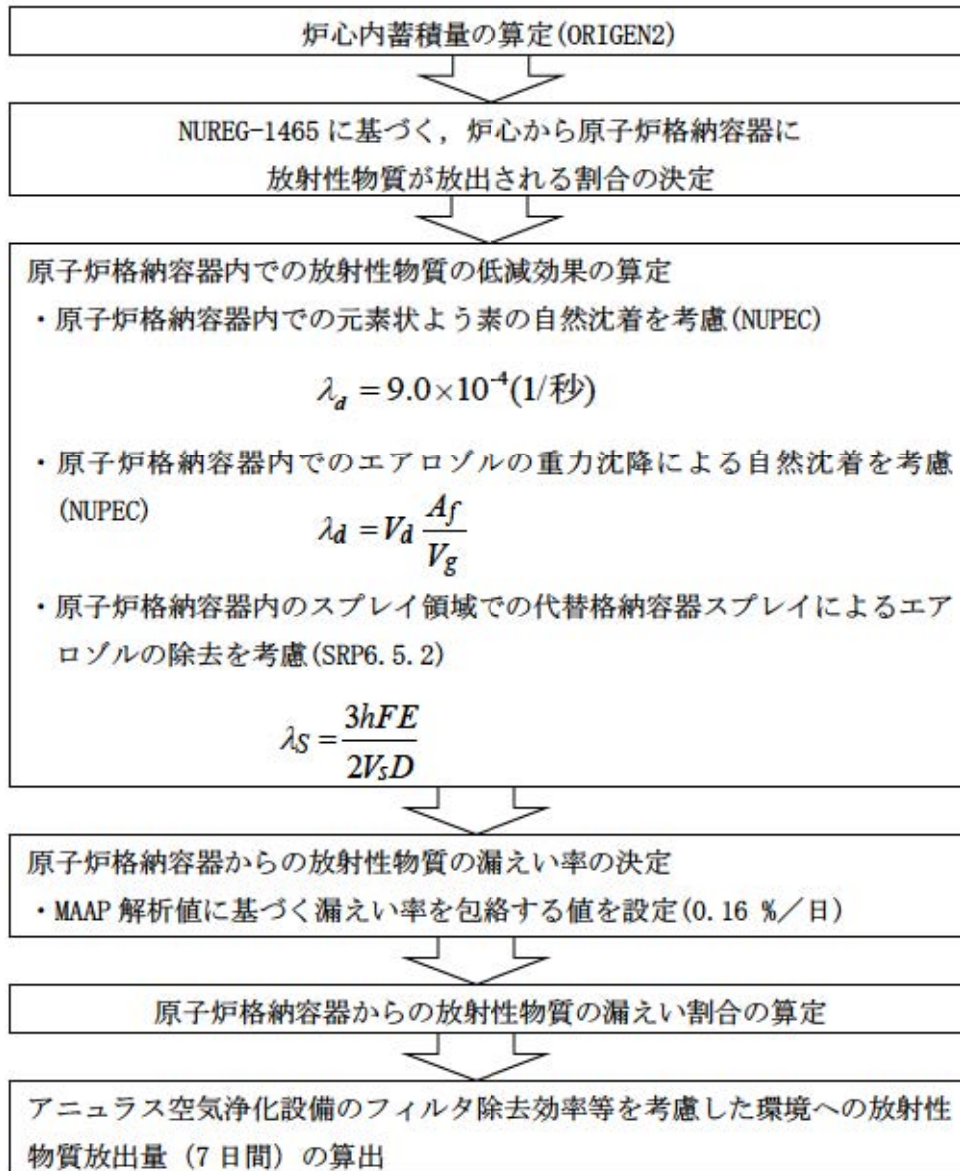 炉心内蓄積量の算定(ORIGEN2)
NUREG-1465 に基づく，炉心から原子炉格納容器に
放射性物質が放出される割合の決定
原子炉格納容器内での放射性物質の低減効果の算定
・原子炉格納容器内での元素状よう素の自然沈着を考慮(NUPEC)
λ_d = 9.0×10^-4(1/秒)
・原子炉格納容器内でのエアロゾルの重力沈降による自然沈着を考慮
(NUPEC)
λ_d = V_d A_f / V_g
・原子炉格納容器内のスプレイ領域での代替格納容器スプレイによるエア
ロゾルの除去を考慮(SRP6.5.2)
λ_S = 3hFE / 2V_sD
原子炉格納容器からの放射性物質の漏えい率の決定
・MAAP 解析値に基づく漏えい率を包絡する値を設定(0.16 %／日)
原子炉格納容器からの放射性物質の漏えい割合の算定
アニュラス空気浄化設備のフィルタ除去効率等を考慮した環境への放射性
物質放出量（7 日間）の算出